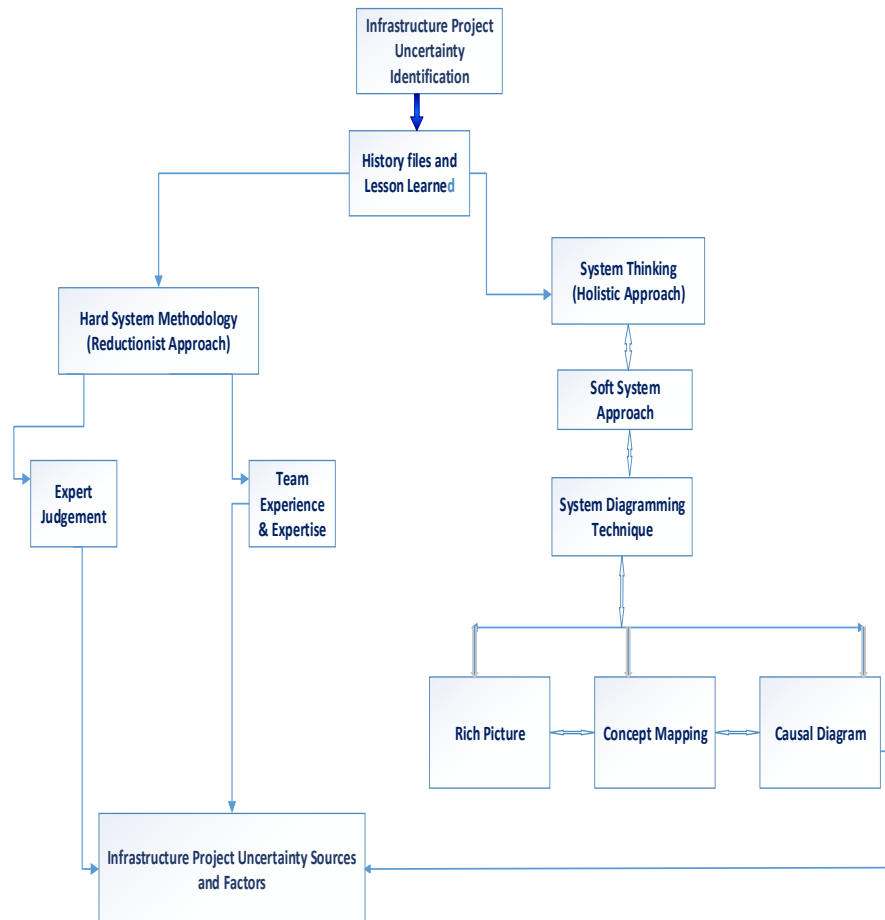 Infrastructure Project
Uncertainty
Identification
History files and
Lesson Learned
System Thinking
(Holistic Approach)
Hard System Methodology
(Reductionist Approach)
Soft System
Approach
Expert
Judgement
Team
Experience
& Expertise
System Diagramming
Technique
Rich Picture
Concept Mapping
Causal Diagram
Infrastructure Project Uncertainty Sources
and Factors